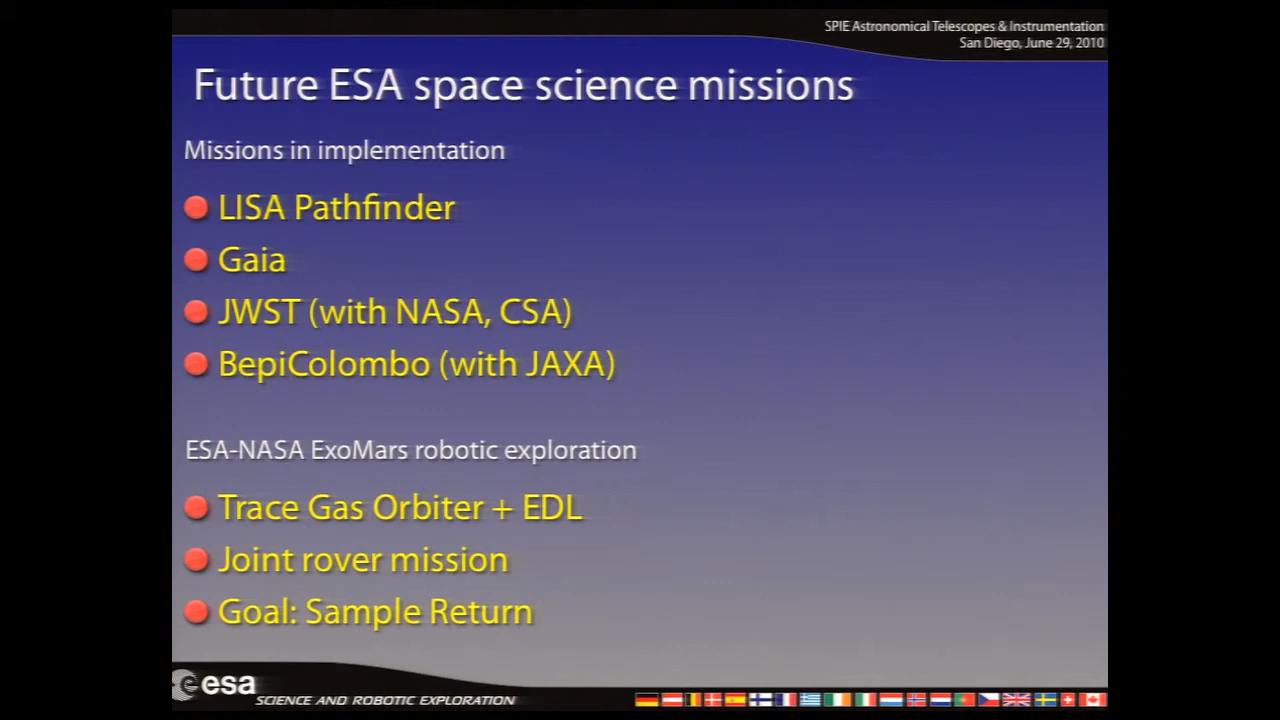 SPIE Astronomical Telescopes & Instrumentation
San Diego, June 29, 2010
Future ESA space science missions
Missions in implementation
LISA Pathfinder
Gaia
JWST (with NASA, CSA)
BepiColombo (with JAXA)
ESA-NASA ExoMars robotic exploration
Trace Gas Orbiter + EDL
Joint rover mission
Goal: Sample Return
esa
SCIENCE AND ROBOTIC EXPLORATION